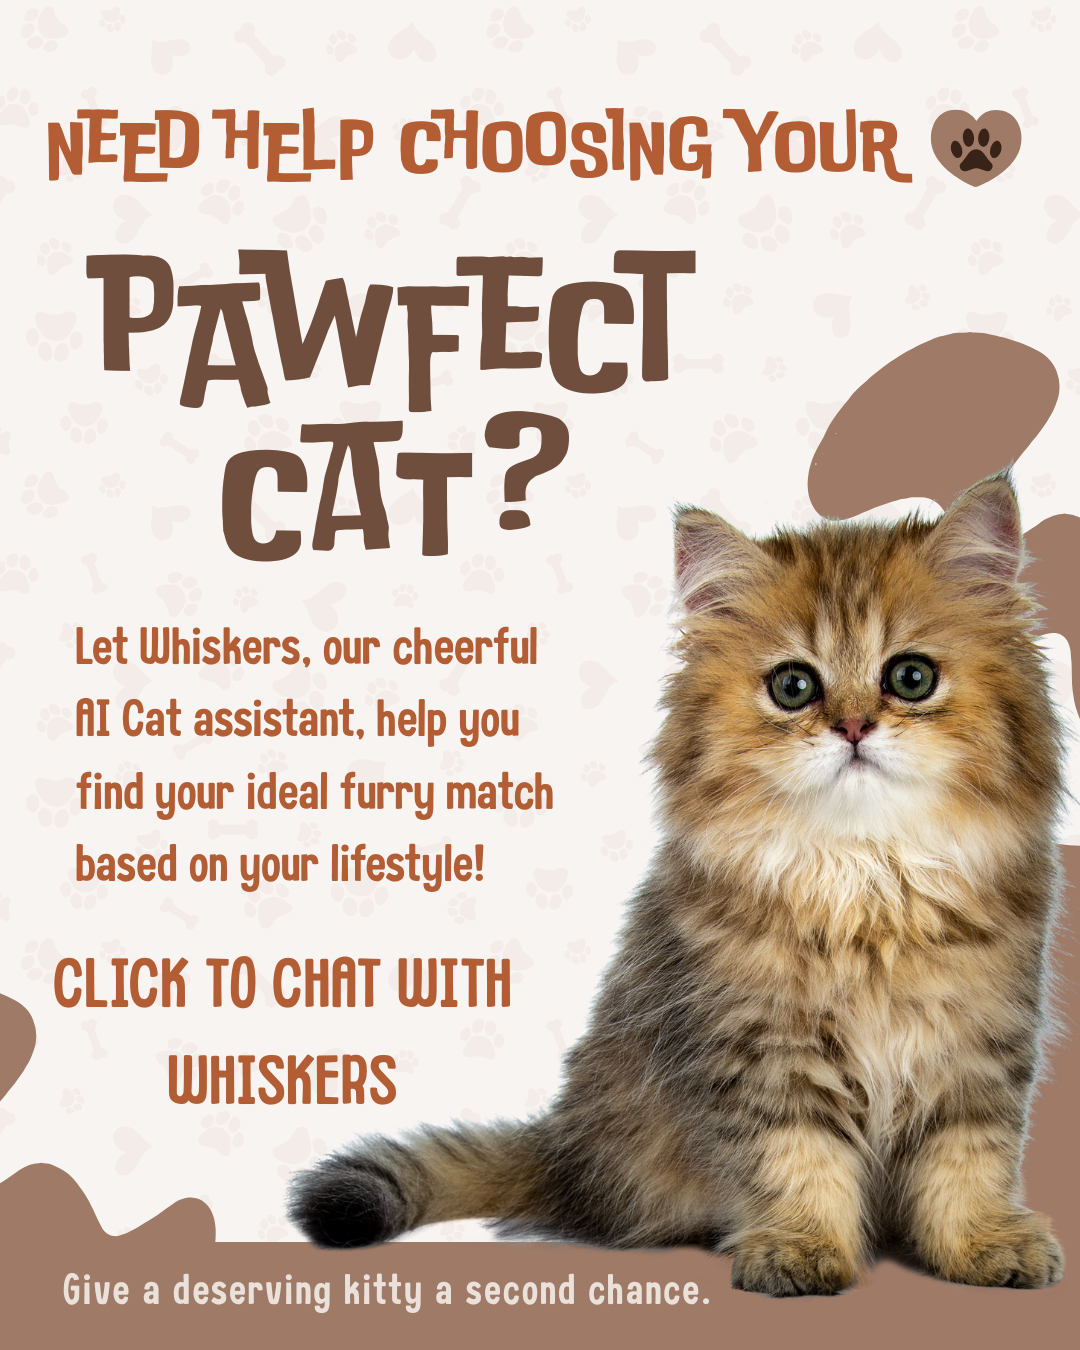 NEED HELP CHOOSING YOUR
PAWFECT
CAT?
Let Whiskers, our cheerful
AI Cat assistant, help you
find your ideal furry match
based on your lifestyle!
CLICK TO CHAT WITH
WHISKERS
Give a deserving kitty a second chance.